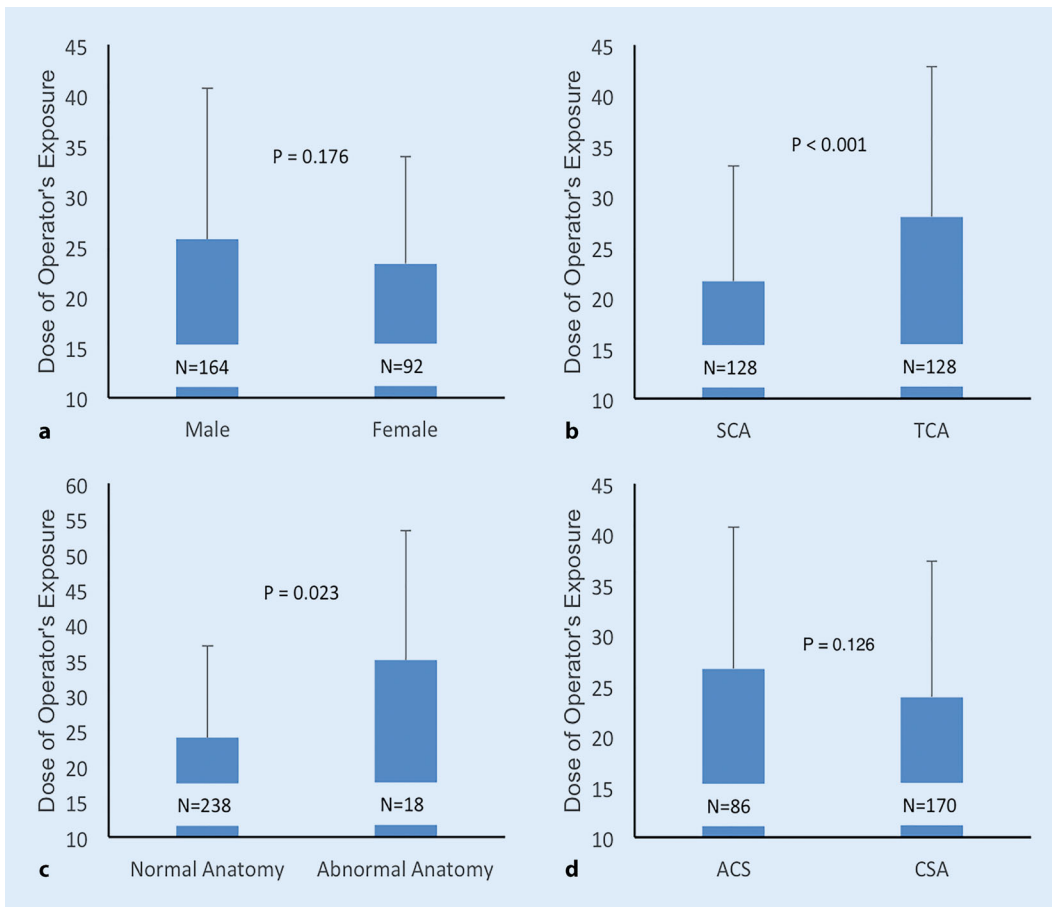 Dose of Operator's Exposure
45
40
35
30
25
20
15
10
P = 0.176
N=164
N=92
a
Male
Female
Dose of Operator's Exposure
45
40
35
30
25
20
15
10
P < 0.001
N=128
N=128
b
SCA
TCA
Dose of Operator's Exposure
60
55
50
45
40
35
30
25
20
15
10
P = 0.023
N=238
N=18
c
Normal Anatomy
Abnormal Anatomy
Dose of Operator's Exposure
45
40
35
30
25
20
15
10
P = 0.126
N=86
N=170
d
ACS
CSA